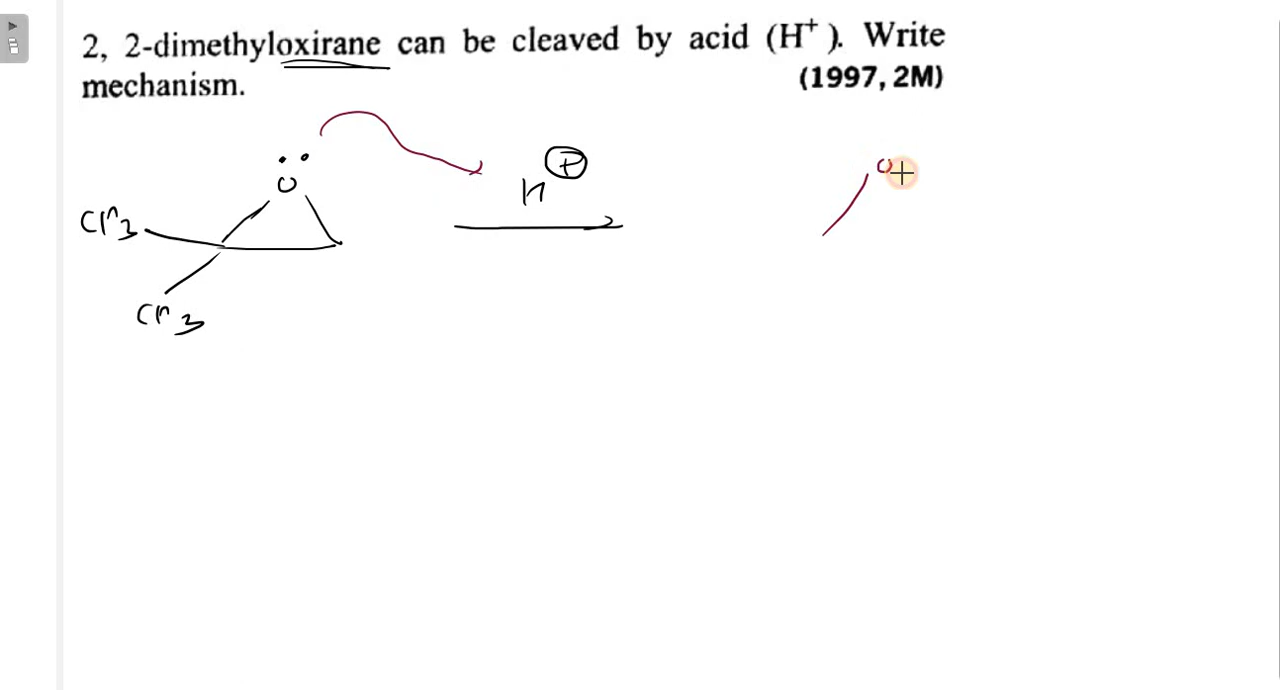 2, 2-dimethyloxirane can be cleaved by acid (H⁺). Write
mechanism. (1997, 2M)
O
H ⊕
O
CH3
CH3